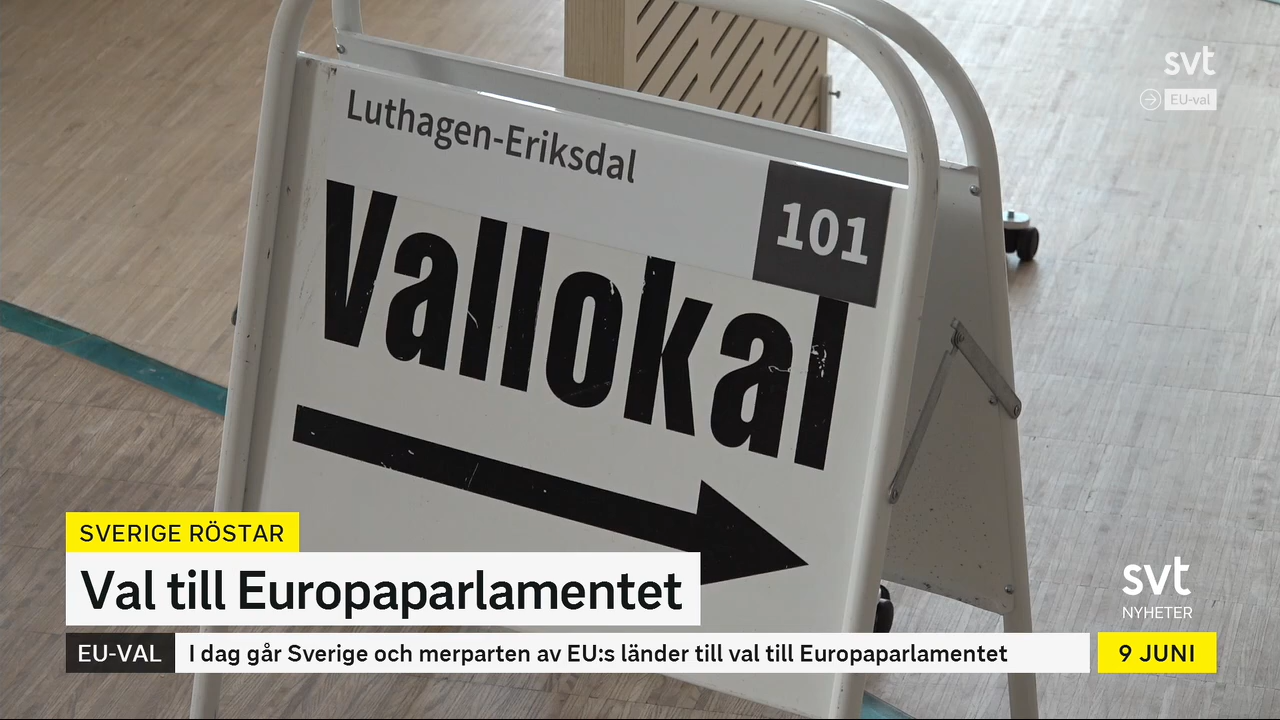 svt
EU-val
Luthagen-Eriksdal
101
Vallokal
SVERIGE RÖSTAR
Val till Europaparlamentet
svt
NYHETER
EU-VAL I dag går Sverige och merparten av EU:s länder till val till Europaparlamentet
9 JUNI